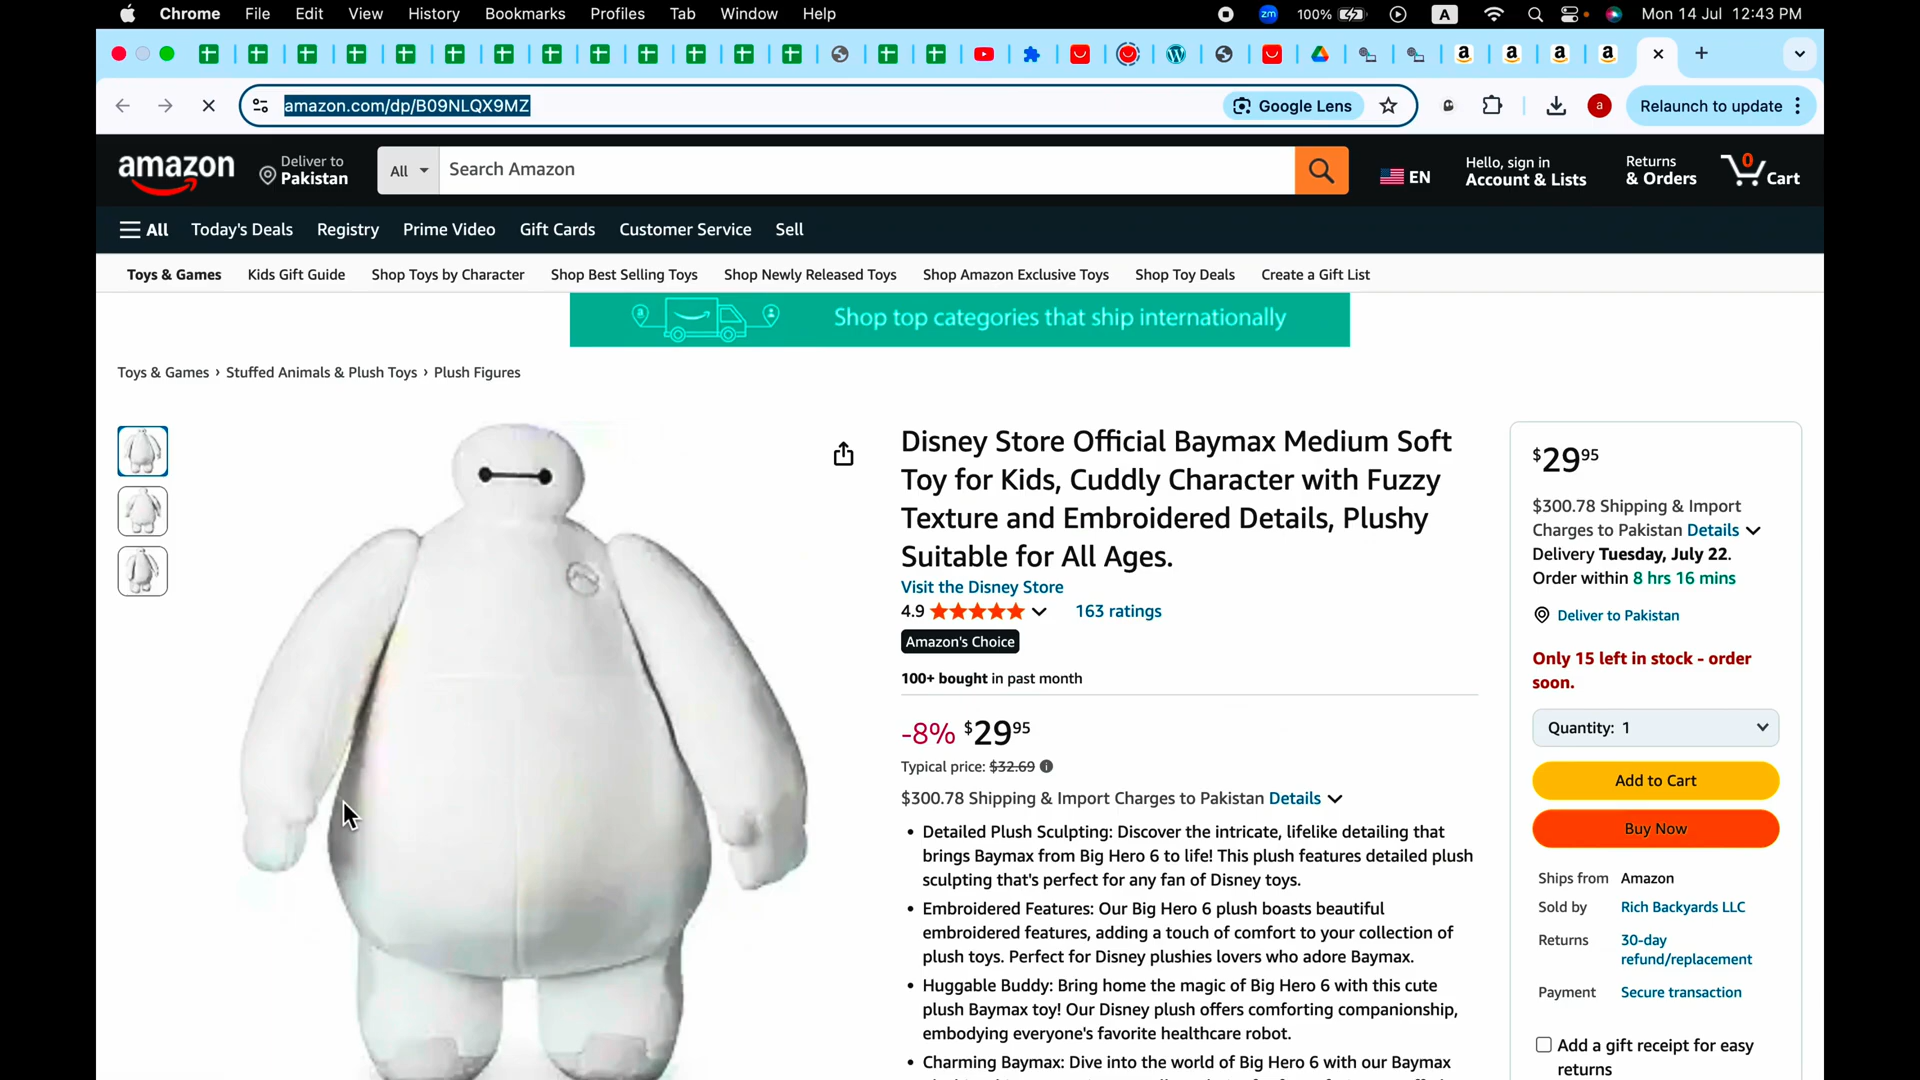 Chrome File Edit View History Bookmarks Profiles Tab Window Help zm 100% A Mon 14 Jul 12:43 PM
amazon.com/dp/B09NLQX9MZ Google Lens a Relaunch to update
amazon Deliver to Pakistan All Search Amazon EN Hello, sign in Account & Lists Returns & Orders 0 Cart
All Today's Deals Registry Prime Video Gift Cards Customer Service Sell
Toys & Games Kids Gift Guide Shop Toys by Character Shop Best Selling Toys Shop Newly Released Toys Shop Amazon Exclusive Toys Shop Toy Deals Create a Gift List
Shop top categories that ship internationally
Toys & Games › Stuffed Animals & Plush Toys › Plush Figures
Disney Store Official Baymax Medium Soft
Toy for Kids, Cuddly Character with Fuzzy
Texture and Embroidered Details, Plushy
Suitable for All Ages.
Visit the Disney Store
4.9 163 ratings
Amazon's Choice
100+ bought in past month
-8% $29.95
Typical price: $32.69
$300.78 Shipping & Import Charges to Pakistan Details
• Detailed Plush Sculpting: Discover the intricate, lifelike detailing that
brings Baymax from Big Hero 6 to life! This plush features detailed plush
sculpting that's perfect for any fan of Disney toys.
• Embroidered Features: Our Big Hero 6 plush boasts beautiful
embroidered features, adding a touch of comfort to your collection of
plush toys. Perfect for Disney plushies lovers who adore Baymax.
• Huggable Buddy: Bring home the magic of Big Hero 6 with this cute
plush Baymax toy! Our Disney plush offers comforting companionship,
embodying everyone's favorite healthcare robot.
• Charming Baymax: Dive into the world of Big Hero 6 with our Baymax
$29.95
$300.78 Shipping & Import
Charges to Pakistan Details
Delivery Tuesday, July 22.
Order within 8 hrs 16 mins
Deliver to Pakistan
Only 15 left in stock - order
soon.
Quantity: 1
Add to Cart
Buy Now
Ships from Amazon
Sold by Rich Backyards LLC
Returns 30-day
refund/replacement
Payment Secure transaction
Add a gift receipt for easy
returns